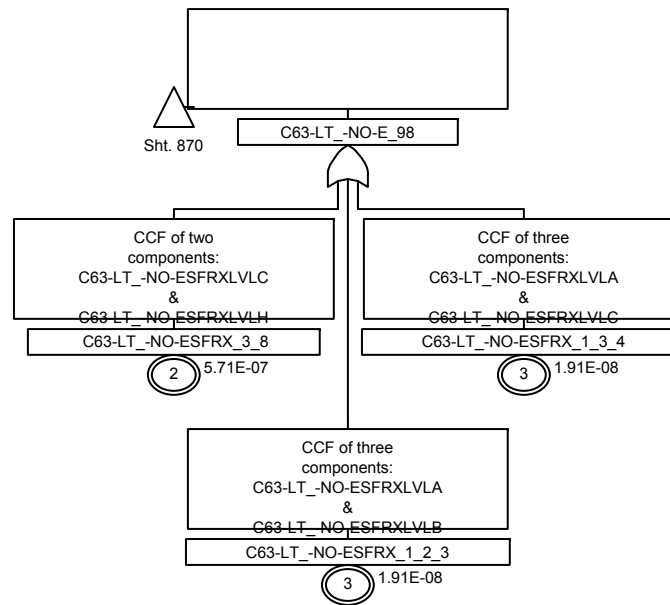 Sht. 870
C63-LT_-NO-E_98
CCF of two
components:
C63-LT_-NO-ESFRXLVLC
&
C63-LT_-NO-ESFRXLVLH
C63-LT_-NO-ESFRX_3_8
2
5.71E-07
CCF of three
components:
C63-LT_-NO-ESFRXLVLA
&
C63-LT_-NO-ESFRXLVLC
C63-LT_-NO-ESFRX_1_3_4
3
1.91E-08
CCF of three
components:
C63-LT_-NO-ESFRXLVLA
&
C63-LT_-NO-ESFRXLVLB
C63-LT_-NO-ESFRX_1_2_3
3
1.91E-08